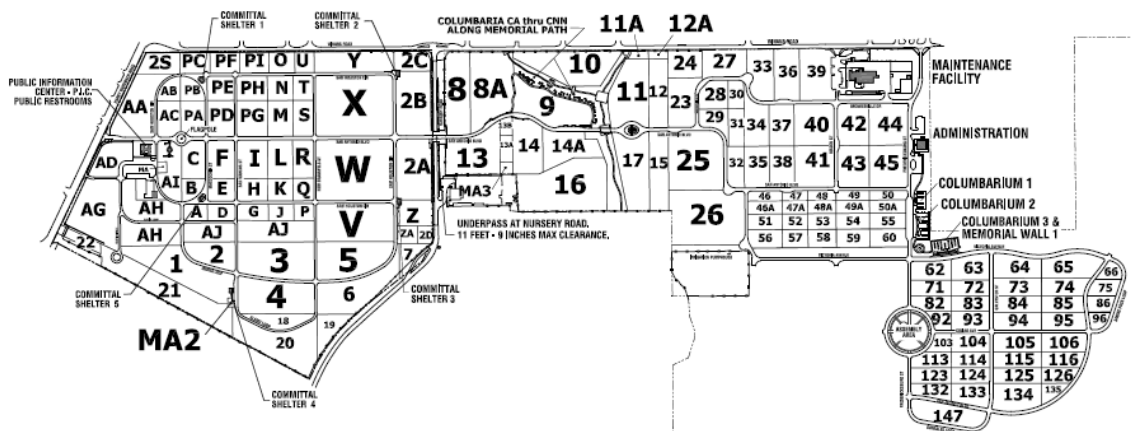 COMMITTAL
SHELTER 1
COMMITTAL
SHELTER 2
COLUMBARIA CA thru CNN
ALONG MEMORIAL PATH
11A
12A
PUBLIC INFORMATION
CENTER - P.I.C.
PUBLIC RESTROOMS
MAINTENANCE
FACILITY
ADMINISTRATION
COLUMBARIUM 1
COLUMBARIUM 2
COLUMBARIUM 3 &
MEMORIAL WALL 1
UNDERPASS AT NURSERY ROAD.
11 FEET - 9 INCHES MAX CLEARANCE.
COMMITTAL
SHELTER 3
COMMITTAL
SHELTER 5
COMMITTAL
SHELTER 4
MA2
FLAGPOLE
ASSEMBLY
AREA
2S PC PF PI O U Y 2C
AA AB PB PE PH N T X 2B
AC PA PD PG M S
AD MA C F I L R W 2A
AI B E H K Q
AG AH A D G J P V Z
AH AJ AJ ZA 2D
22 1 2 3 5 7
21 4 6
18 19
20
8 8A 9 10 11 12
13 13B 13A 14 14A
MA3 16 17 15
24 27 33 36 39
23 28 30
29 31 34 37 40 42 44
25 32 35 38 41 43 45
26
46 47 48 49 50
46A 47A 48A 49A 50A
51 52 53 54 55
56 57 58 59 60
62 63 64 65 66
71 72 73 74 75
82 83 84 85 86
92 93 94 95 96
103 104 105 106
113 114 115 116
123 124 125 126
132 133 134 135
147